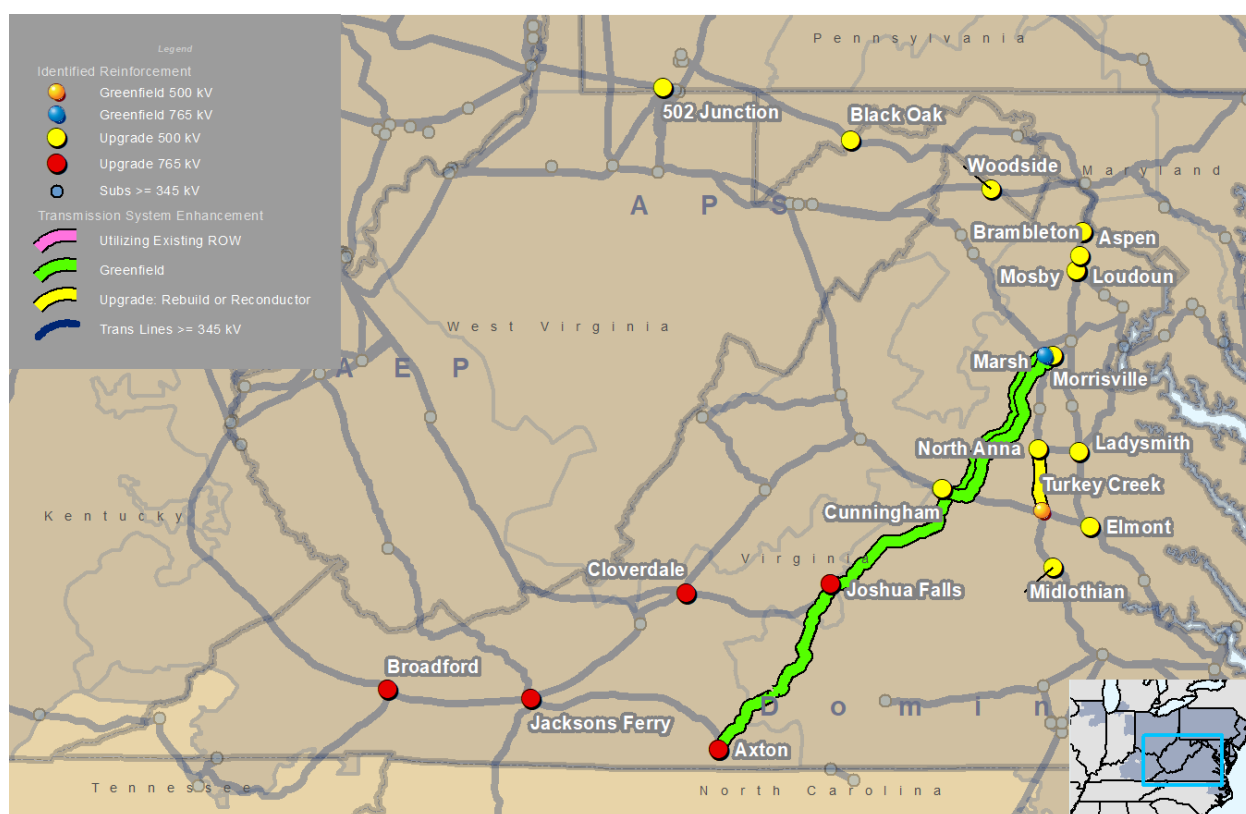 Legend
Identified Reinforcement
Greenfield 500 kV
Greenfield 765 kV
Upgrade 500 kV
Upgrade 765 kV
Subs >= 345 kV
Transmission System Enhancement
Utilizing Existing ROW
Greenfield
Upgrade: Rebuild or Reconductor
Trans Lines >= 345 kV
Pennsylvania
502 Junction
Black Oak
Woodside
Maryland
APS
Brambleton
Aspen
Mosby
Loudoun
West Virginia
AEP
Marsh
Morrisville
North Anna
Ladysmith
Turkey Creek
Cunningham
Kentucky
Elmont
Virginia
Cloverdale
Joshua Falls
Midlothian
Broadford
Jacksons Ferry
Domin
Axton
Tennessee
North Carolina